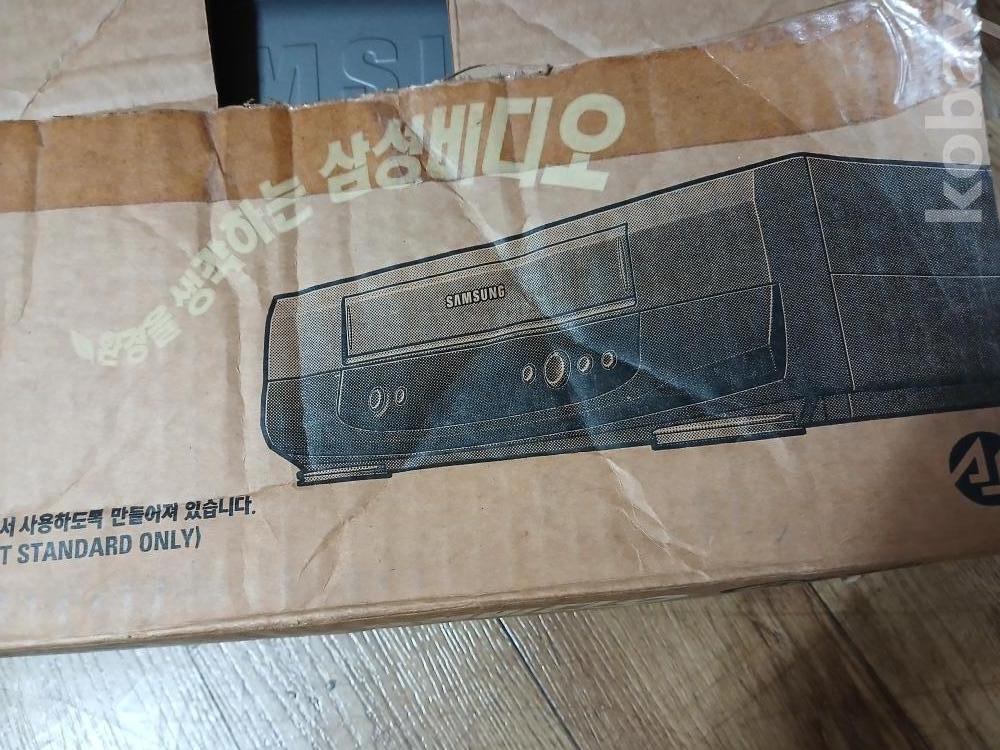 MSU
환경을 생각하는 삼성비디오
SAMSUNG
서 사용하도록 만들어져 있습니다.
T STANDARD ONLY)
kobay